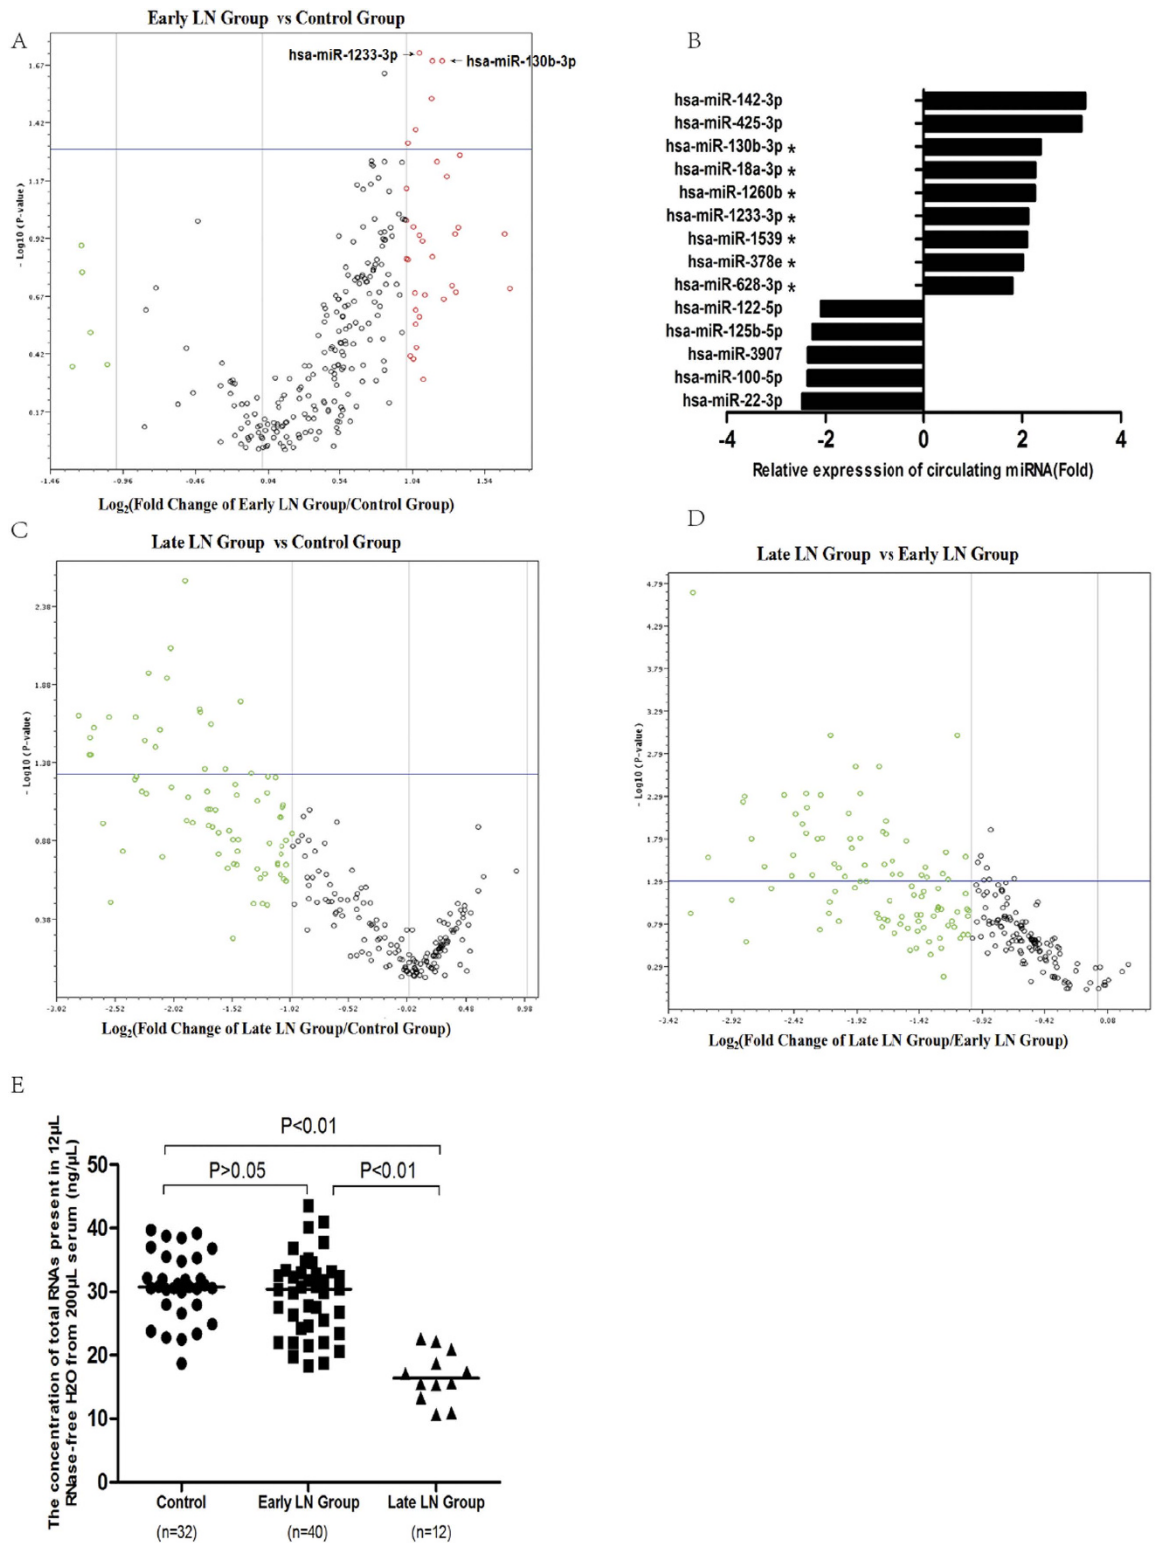 A
Early LN Group vs Control Group
hsa-miR-1233-3p
hsa-miR-130b-3p
- Log10 (P-value)
1.67
1.42
1.17
0.92
0.67
0.42
0.17
-1.46
-0.96
-0.46
0.04
0.54
1.04
1.54
Log2(Fold Change of Early LN Group/Control Group)
B
hsa-miR-142-3p
hsa-miR-425-3p
hsa-miR-130b-3p *
hsa-miR-18a-3p *
hsa-miR-1260b *
hsa-miR-1233-3p *
hsa-miR-1539 *
hsa-miR-378e *
hsa-miR-628-3p *
hsa-miR-122-5p
hsa-miR-125b-5p
hsa-miR-3907
hsa-miR-100-5p
hsa-miR-22-3p
-4
-2
0
2
4
Relative expresssion of circulating miRNA(Fold)
C
Late LN Group vs Control Group
- Log10 (P-value)
2.38
1.88
1.38
0.88
0.38
-3.02
-2.52
-2.02
-1.52
-1.02
-0.52
-0.02
0.48
0.98
Log2(Fold Change of Late LN Group/Control Group)
D
Late LN Group vs Early LN Group
- Log10 (P-value)
4.79
4.29
3.79
3.29
2.79
2.29
1.79
1.29
0.79
0.29
-3.42
-2.92
-2.42
-1.92
-1.42
-0.92
-0.42
0.08
Log2(Fold Change of Late LN Group/Early LN Group)
E
The concentration of total RNAs present in 12µL
RNase-free H2O from 200µL serum (ng/µL)
P<0.01
P>0.05
P<0.01
50
40
30
20
10
0
Control
Early LN Group
Late LN Group
(n=32)
(n=40)
(n=12)